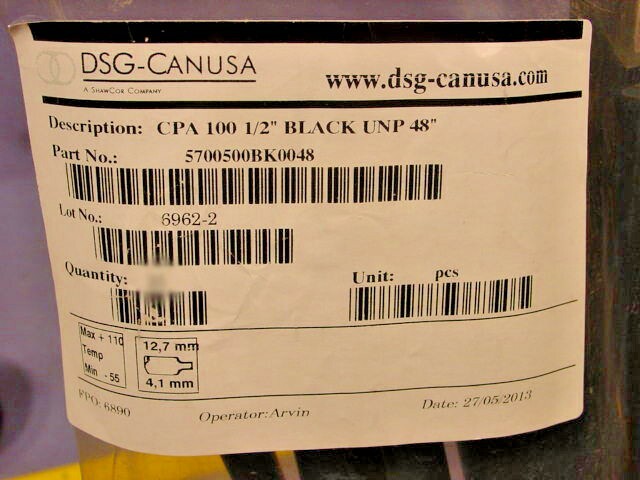 DSG-CANUSA
A SHAWCOR COMPANY
www.dsg-canusa.com
Description: CPA 100 1/2" BLACK UNP 48"
Part No.: 5700500BK0048
Lot No.: 6962-2
Quantity:
Unit: pcs
Max + 110
Temp
Min - 55
12,7 mm
4,1 mm
FPO: 6890
Operator:Arvin
Date: 27/05/2013